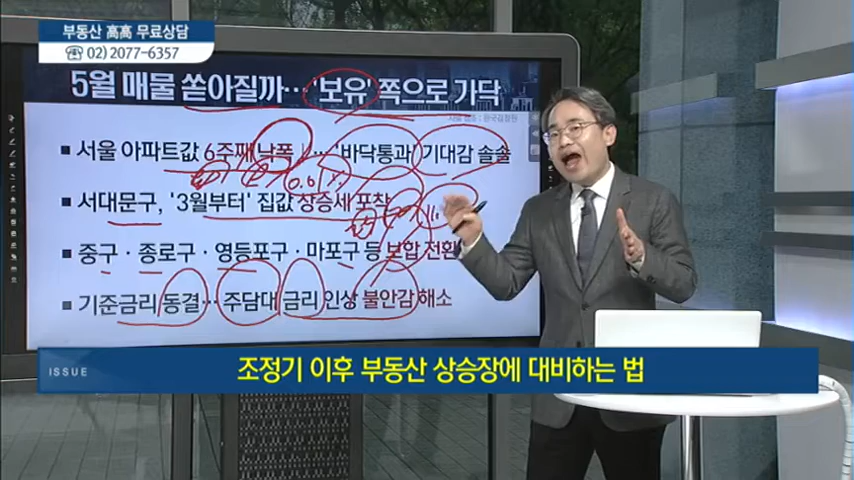 부동산 高高 무료상담
☎ 02) 2077-6357
5월 매물 쏟아질까… '보유' 쪽으로 가닥
■ 서울 아파트값 6주째 낙폭↓… '바닥통과' 기대감 솔솔
■ 서대문구, '3월부터' 집값 상승세 포착
■ 중구·종로구·영등포구·마포구 등 보합 전환
■ 기준금리 동결… 주담대 금리 인상 불안감 해소
ISSUE
조정기 이후 부동산 상승장에 대비하는 법